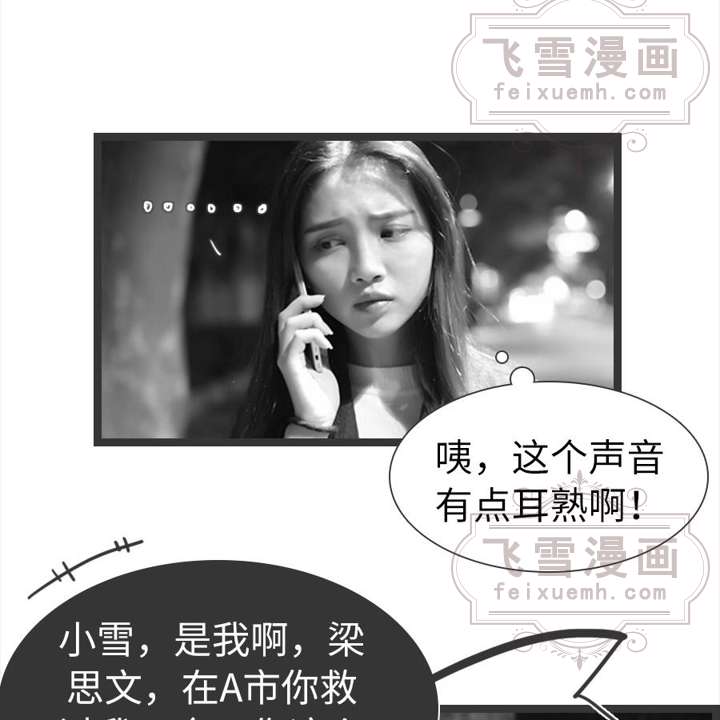 飞雪漫画
feixuemh.com
咦，这个声音
有点耳熟啊！
飞雪漫画
feixuemh.com
小雪，是我啊，梁
思文，在A市你救